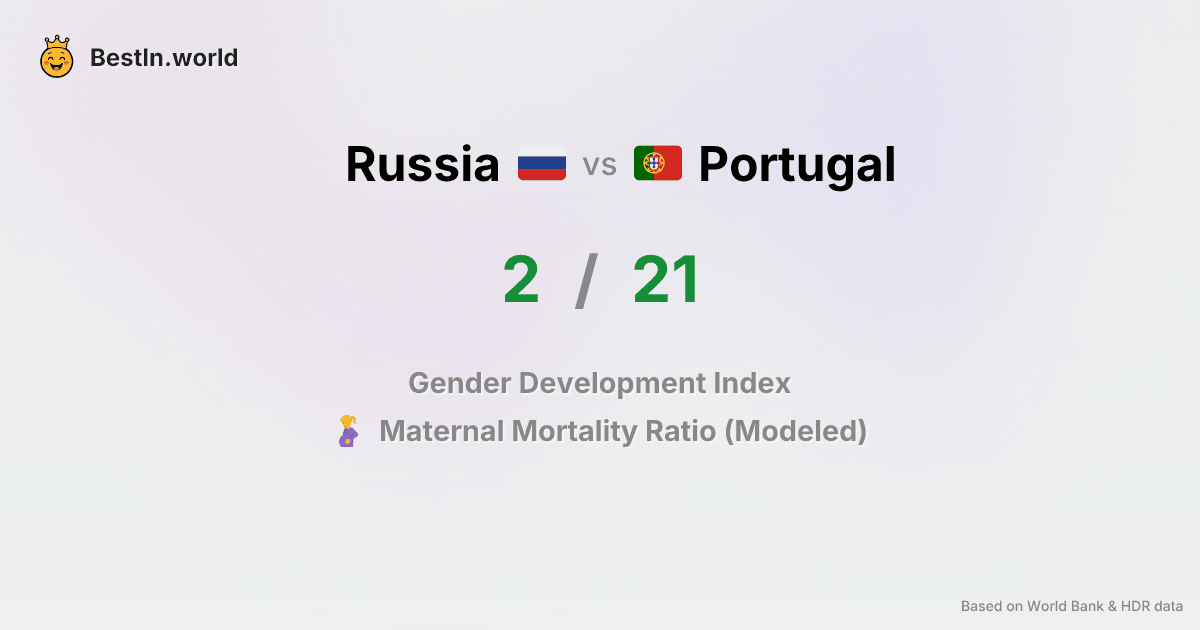 BestIn.world
Russia vs Portugal
2 / 21
Gender Development Index
Maternal Mortality Ratio (Modeled)
Based on World Bank & HDR data